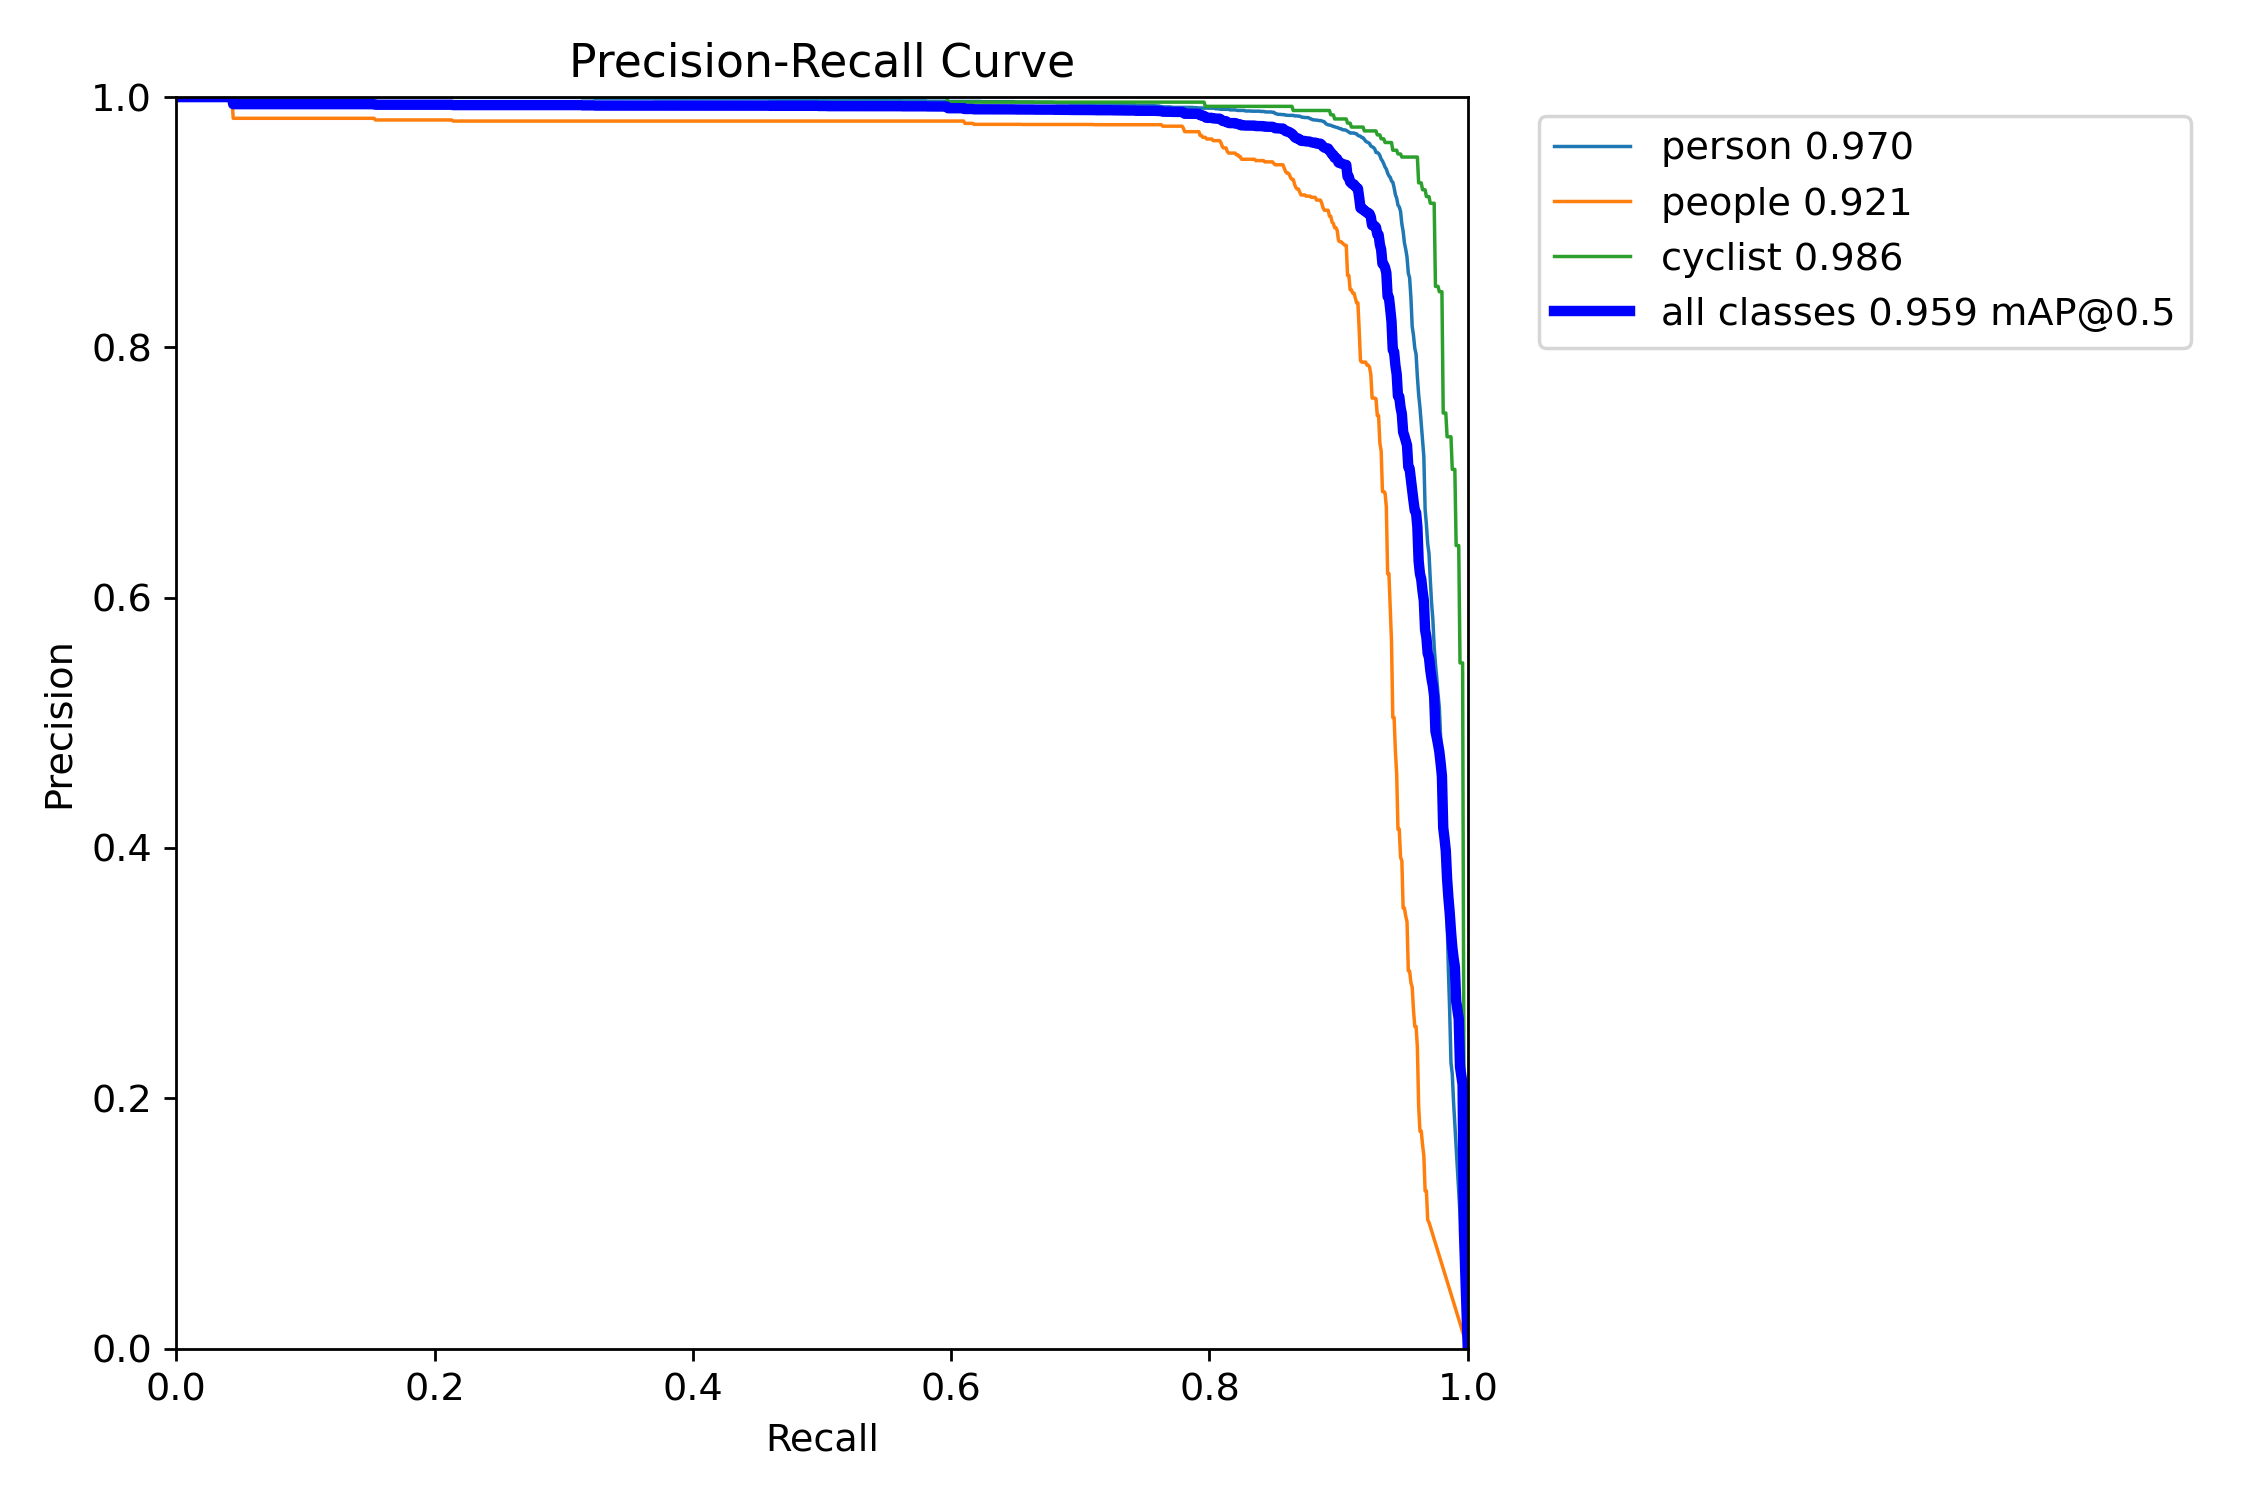 Precision-Recall Curve
1.0
0.8
0.6
0.4
0.2
0.0
Precision
0.0 0.2 0.4 0.6 0.8 1.0
Recall
person 0.970
people 0.921
cyclist 0.986
all classes 0.959 mAP@0.5